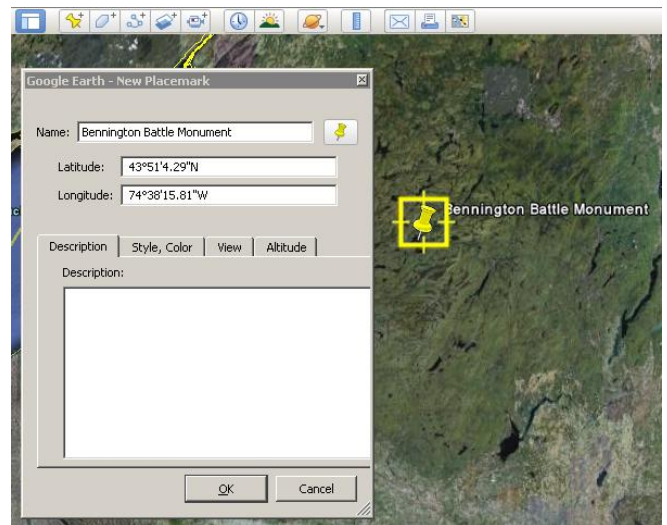 Google Earth - New Placemark
Name: Bennington Battle Monument
Latitude: 43°51'4.29"N
Longitude: 74°38'15.81"W
Description Style, Color View Altitude
Description:
OK Cancel
Bennington Battle Monument